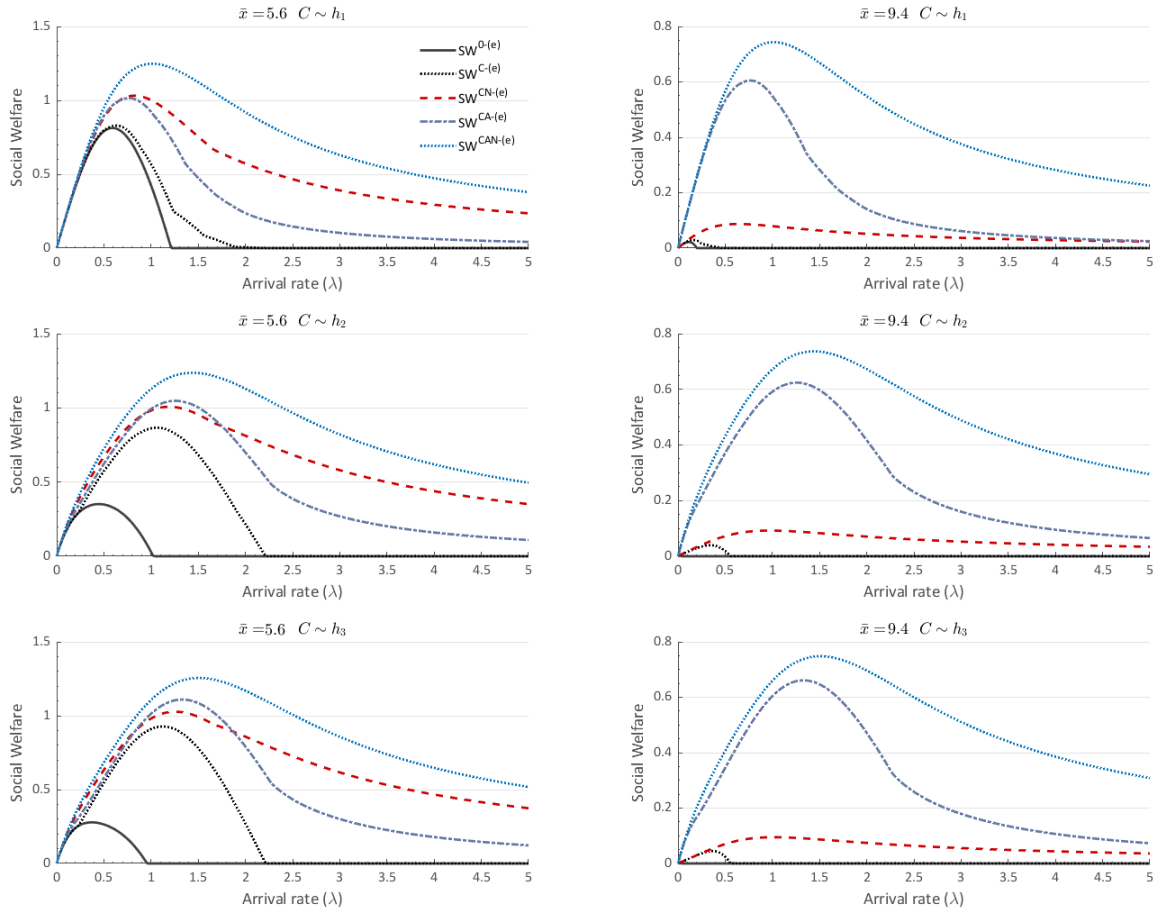 x̄ =5.6 C ∼ h₁
Social Welfare
1.5
1
0.5
0
0 0.5 1 1.5 2 2.5 3 3.5 4 4.5 5
Arrival rate (λ)
SW^0-(e)
SW^C-(e)
SW^CN-(e)
SW^CA-(e)
SW^CAN-(e)
x̄ =9.4 C ∼ h₁
Social Welfare
0.8
0.6
0.4
0.2
0
0 0.5 1 1.5 2 2.5 3 3.5 4 4.5 5
Arrival rate (λ)
x̄ =5.6 C ∼ h₂
Social Welfare
1.5
1
0.5
0
0 0.5 1 1.5 2 2.5 3 3.5 4 4.5 5
Arrival rate (λ)
x̄ =9.4 C ∼ h₂
Social Welfare
0.8
0.6
0.4
0.2
0
0 0.5 1 1.5 2 2.5 3 3.5 4 4.5 5
Arrival rate (λ)
x̄ =5.6 C ∼ h₃
Social Welfare
1.5
1
0.5
0
0 0.5 1 1.5 2 2.5 3 3.5 4 4.5 5
Arrival rate (λ)
x̄ =9.4 C ∼ h₃
Social Welfare
0.8
0.6
0.4
0.2
0
0 0.5 1 1.5 2 2.5 3 3.5 4 4.5 5
Arrival rate (λ)